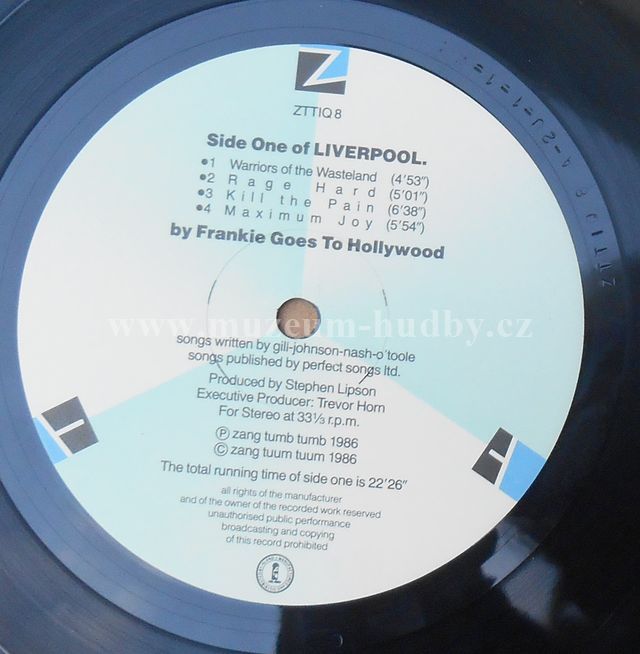 Z
ZTTIQ8
Side One of LIVERPOOL.
•1 Warriors of the Wasteland (4'53")
•2 Rage Hard (5'01")
•3 Kill the Pain (6'38")
•4 Maximum Joy (5'54")
by Frankie Goes To Hollywood
www.muzeum-hudby.cz
songs written by gill-johnson-nash-o'toole
songs published by perfect songs ltd.
Produced by Stephen Lipson
Executive Producer: Trevor Horn
For Stereo at 33⅓ r.p.m.
Ⓟ zang tumb tumb 1986
© zang tuum tuum 1986
The total running time of side one is 22'26"
all rights of the manufacturer
and of the owner of the recorded work reserved
unauthorised public performance
broadcasting and copying
of this record prohibited
T
T